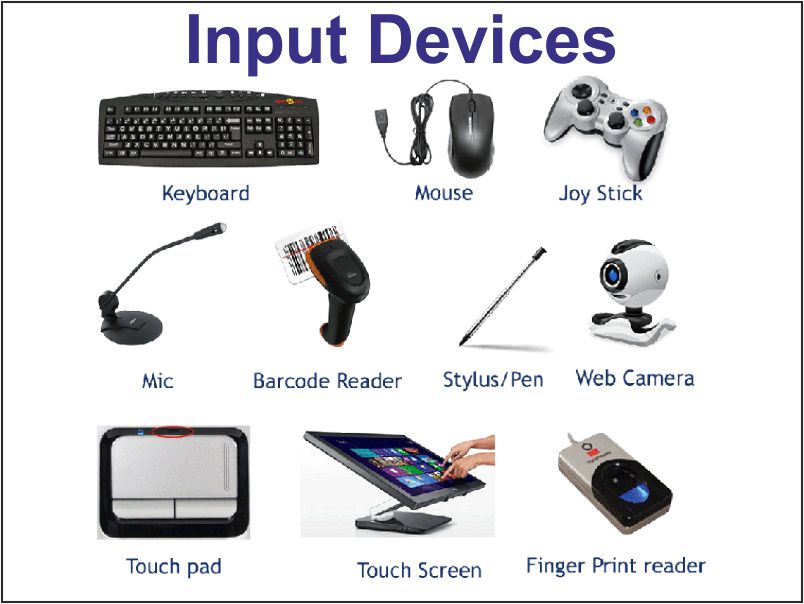 Input Devices
Keyboard
Mouse
Joy Stick
Mic
Barcode Reader
Stylus/Pen
Web Camera
Touch pad
Touch Screen
Finger Print reader